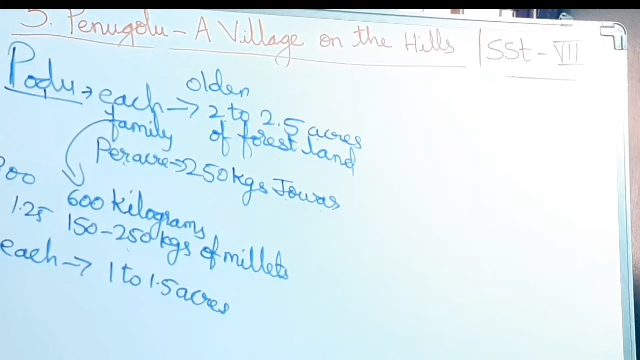 5. Penugolu - A Village on the Hills | SSt - VII
Podu → each → olden 2 to 2.5 acres
family of forest land
Per acre → 250 kgs Jowar
600 kilograms
1.25 150-250 kgs of millets
each → 1 to 1.5 acres